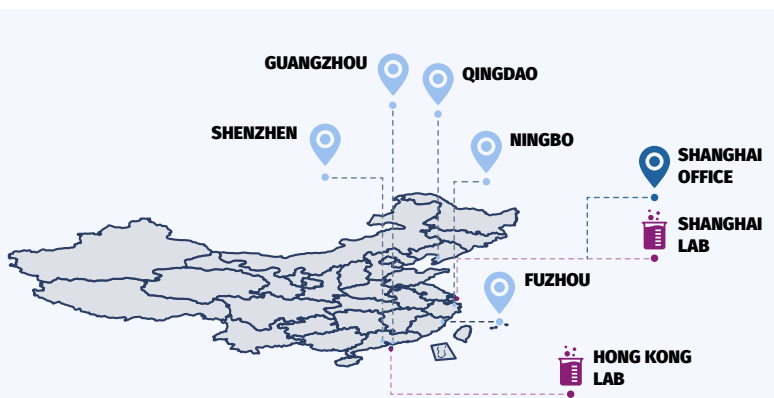 GUANGZHOU
QINGDAO
SHENZHEN
NINGBO
SHANGHAI
OFFICE
SHANGHAI
LAB
FUZHOU
HONG KONG
LAB